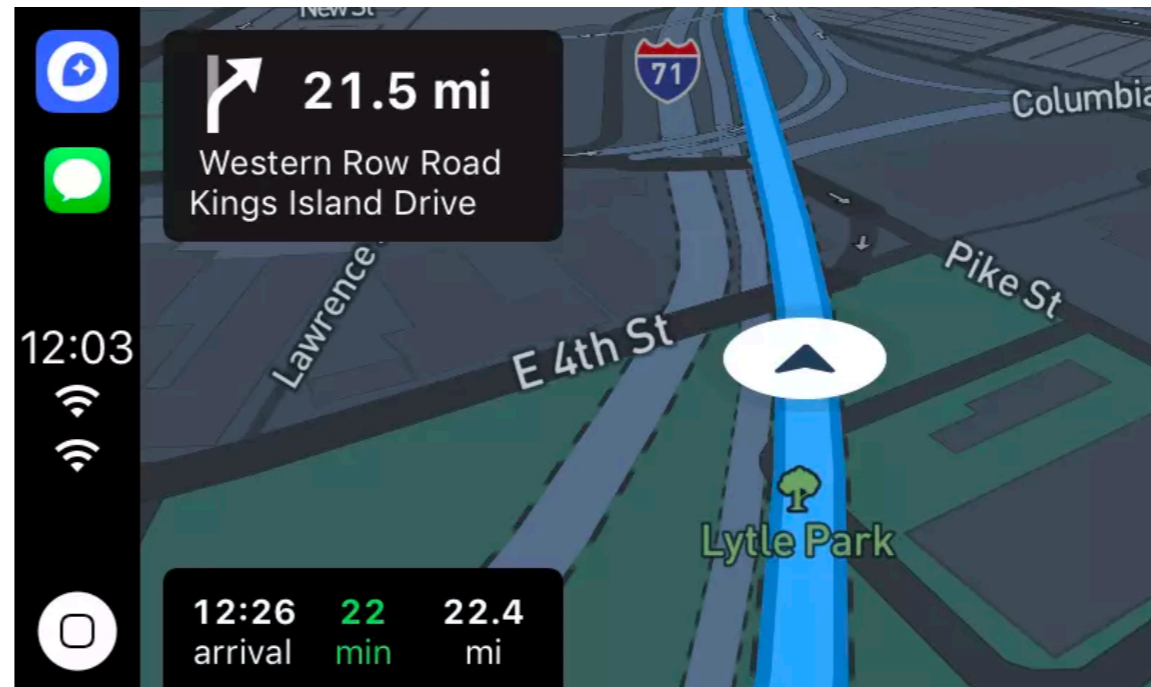 New St
21.5 mi
71
Columbia
Western Row Road
Kings Island Drive
Lawrence
Pike St
E 4th St
12:03
Lytle Park
12:26 22 22.4
arrival min mi